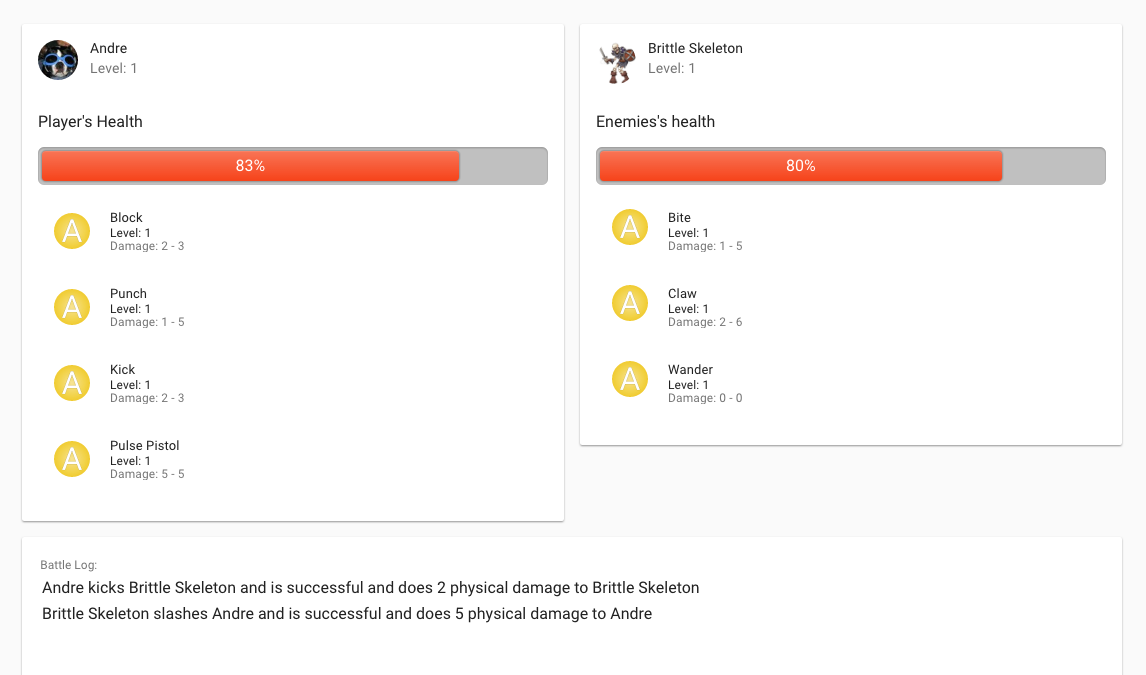 Andre
Level: 1
Player's Health
83%
A
Block
Level: 1
Damage: 2 - 3
A
Punch
Level: 1
Damage: 1 - 5
A
Kick
Level: 1
Damage: 2 - 3
A
Pulse Pistol
Level: 1
Damage: 5 - 5
Brittle Skeleton
Level: 1
Enemies's health
80%
A
Bite
Level: 1
Damage: 1 - 5
A
Claw
Level: 1
Damage: 2 - 6
A
Wander
Level: 1
Damage: 0 - 0
Battle Log:
Andre kicks Brittle Skeleton and is successful and does 2 physical damage to Brittle Skeleton
Brittle Skeleton slashes Andre and is successful and does 5 physical damage to Andre